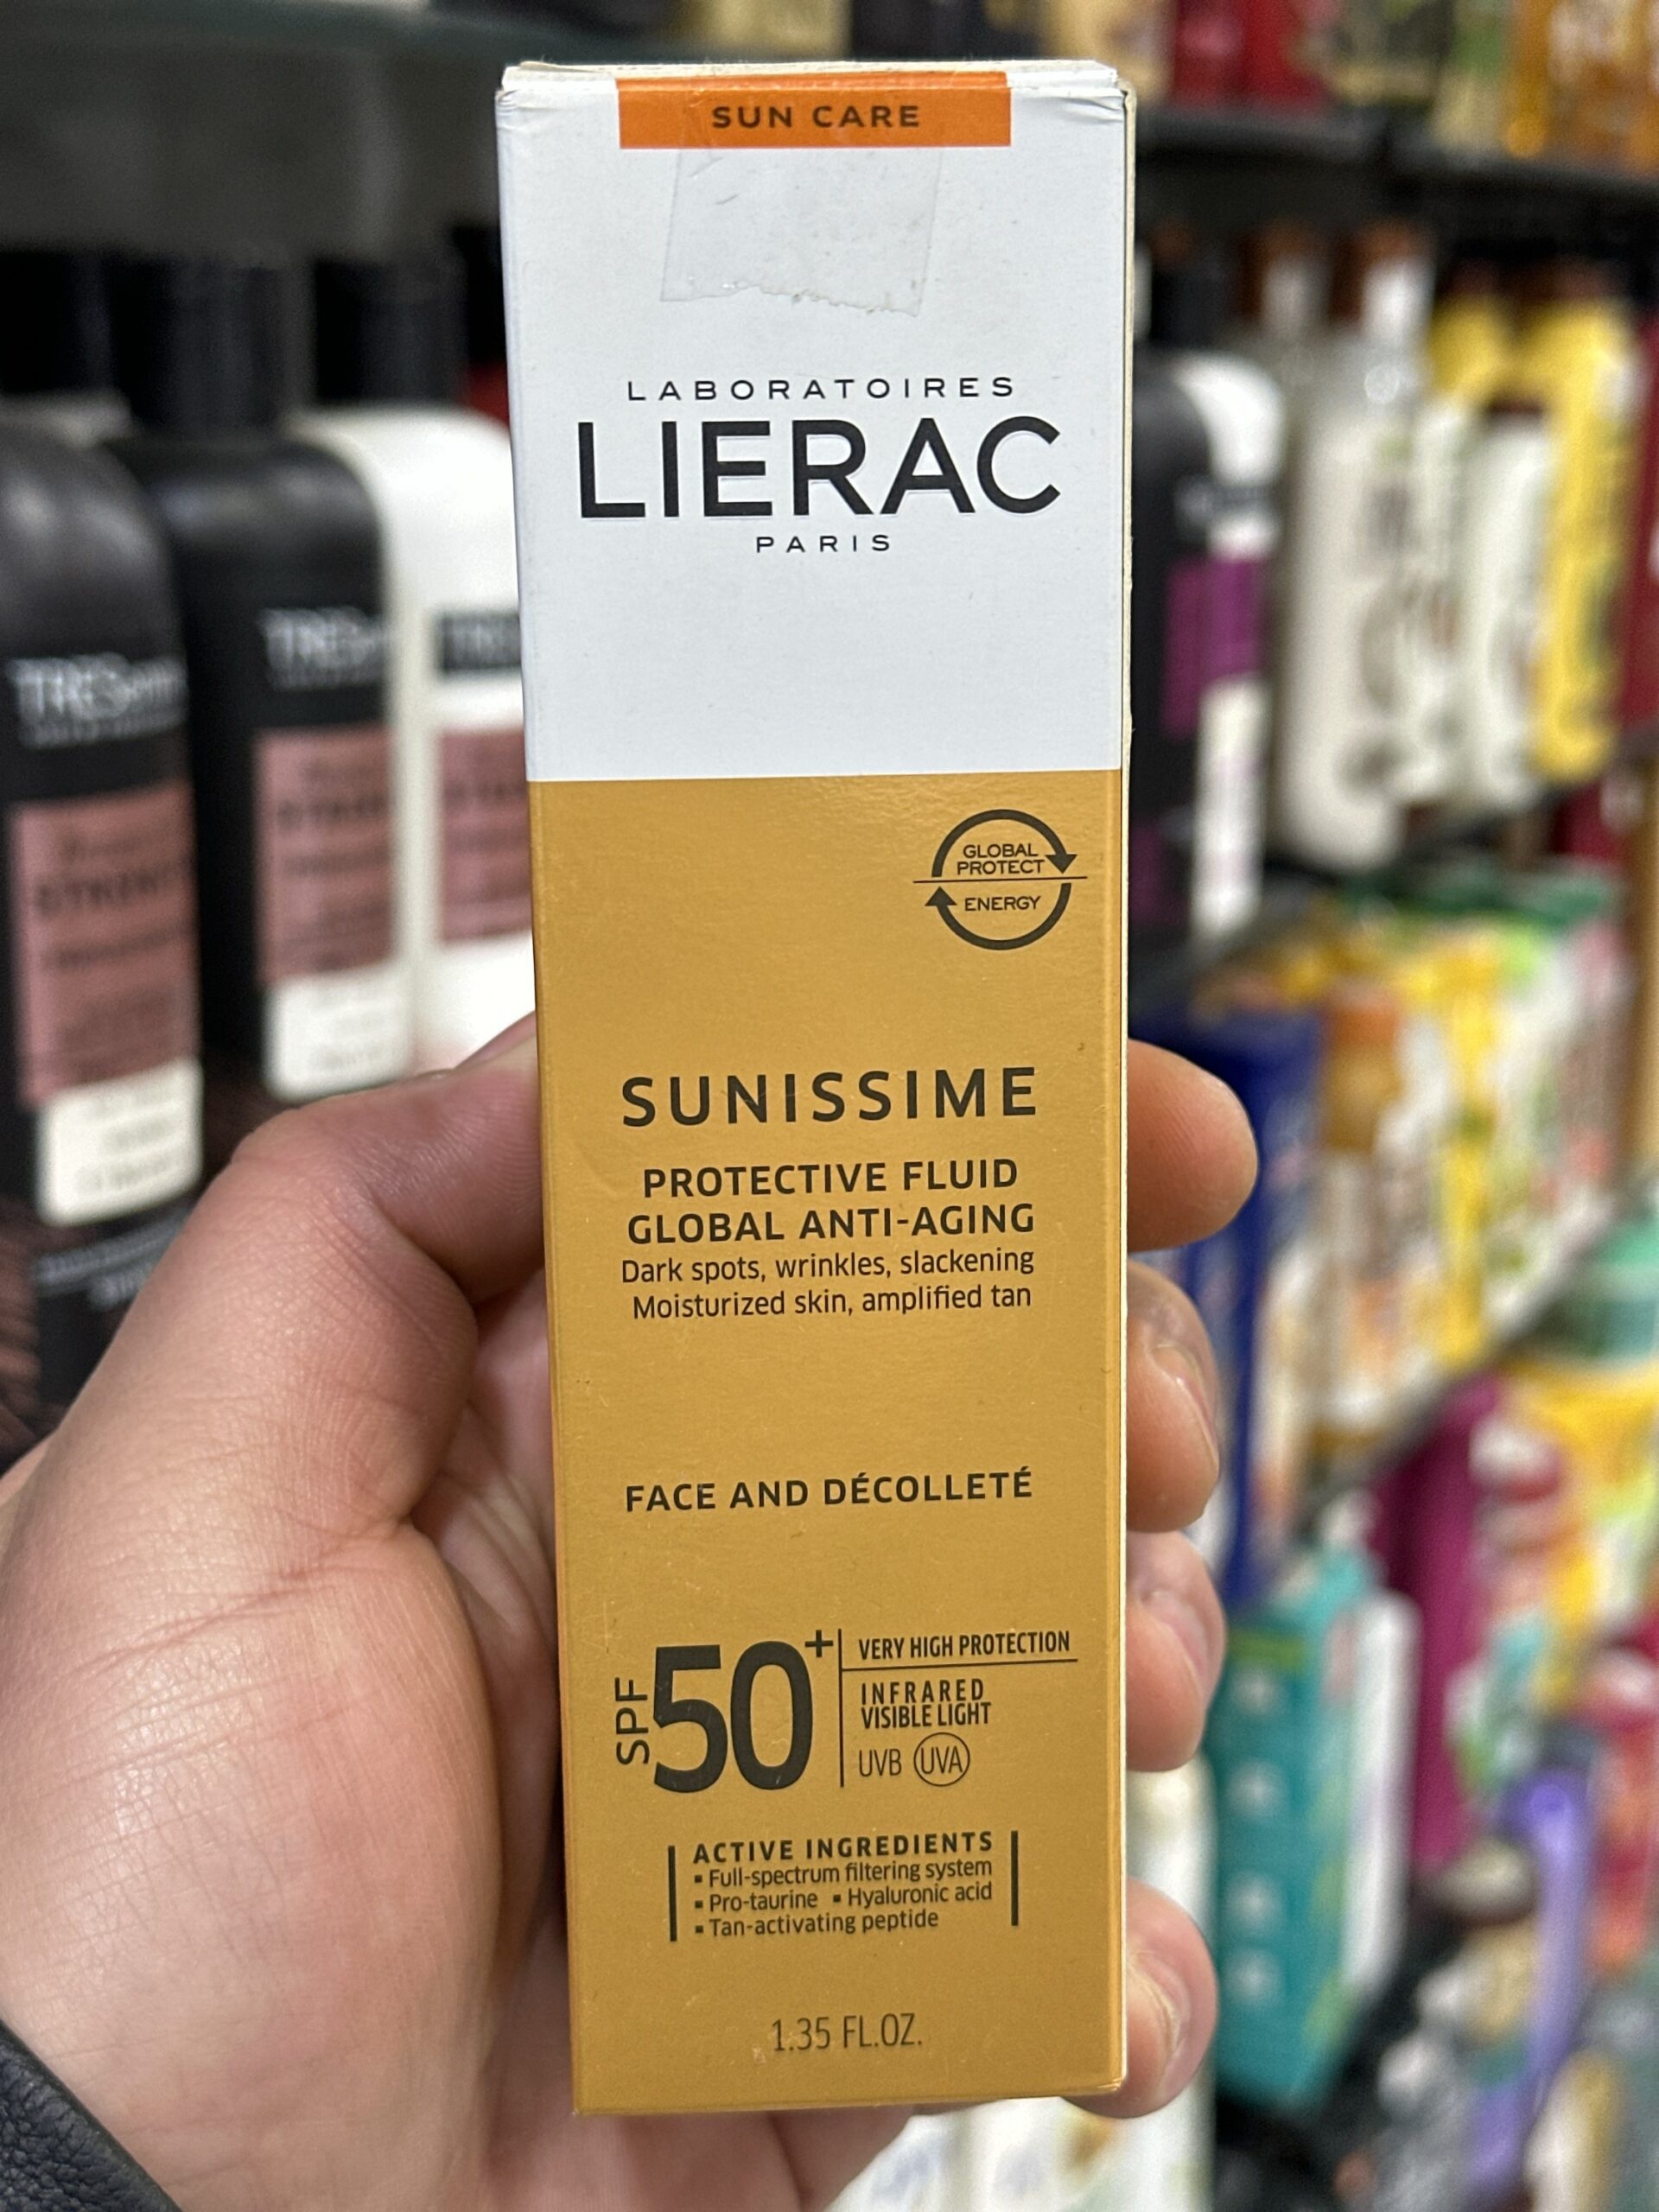 SUN CARE
LABORATOIRES
LIERAC
PARIS
GLOBAL
PROTECT
ENERGY
SUNISSIME
PROTECTIVE FLUID
GLOBAL ANTI-AGING
Dark spots, wrinkles, slackening
Moisturized skin, amplified tan
FACE AND DÉCOLLETÉ
SPF 50+
VERY HIGH PROTECTION
INFRARED
VISIBLE LIGHT
UVB UVA
ACTIVE INGREDIENTS
▪ Full-spectrum filtering system
▪ Pro-taurine ▪ Hyaluronic acid
▪ Tan-activating peptide
1.35 FL.OZ.